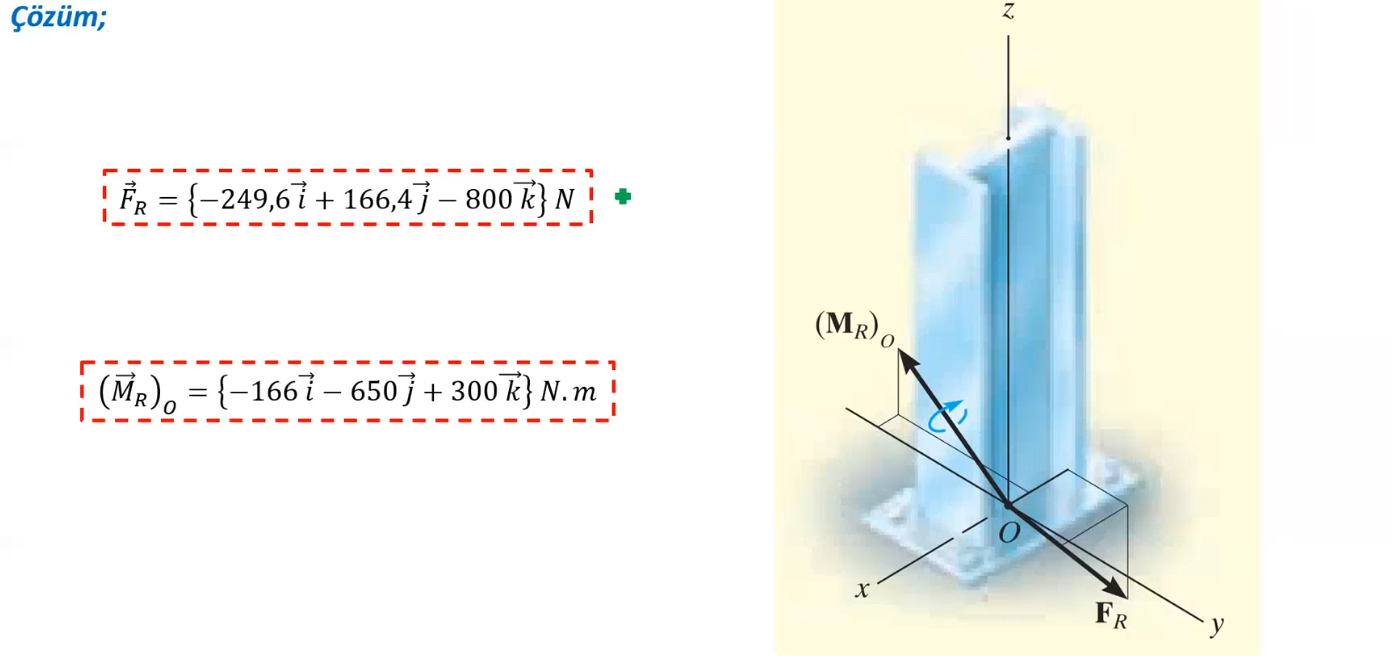 Çözüm;
z
F⃗_R = {−249,6 i⃗ + 166,4 j⃗ − 800 k⃗} N
(M_R)_O
(M⃗_R)_O = {−166 i⃗ − 650 j⃗ + 300 k⃗} N.m
O
x
F_R
y